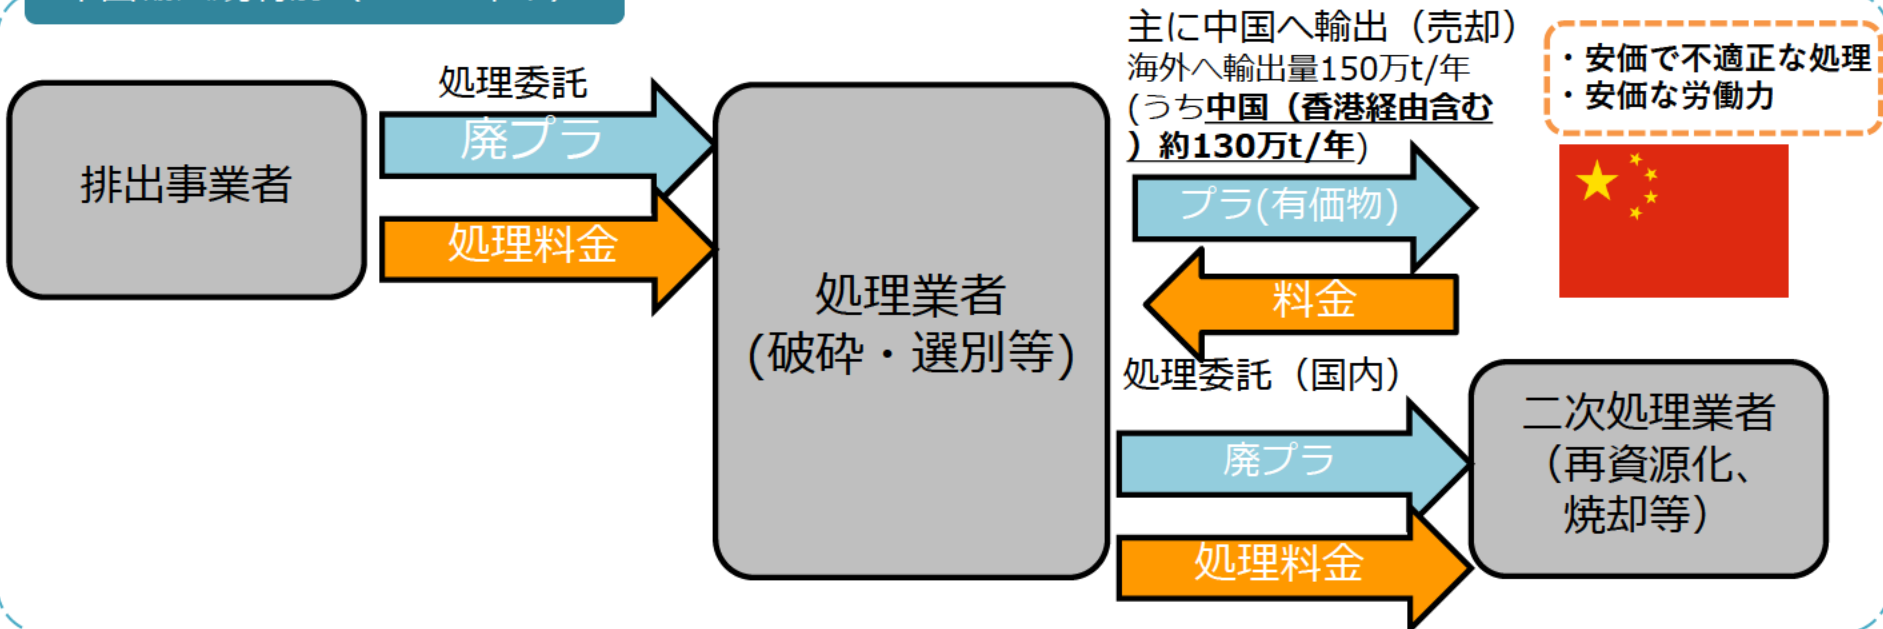 処理委託
廃プラ
処理料金
排出事業者
処理業者
(破砕・選別等)
主に中国へ輸出（売却）
海外へ輸出量150万t/年
(うち中国（香港経由含む
）約130万t/年)
プラ(有価物)
料金
・安価で不適正な処理
・安価な労働力
処理委託（国内）
廃プラ
処理料金
二次処理業者
（再資源化、
焼却等）